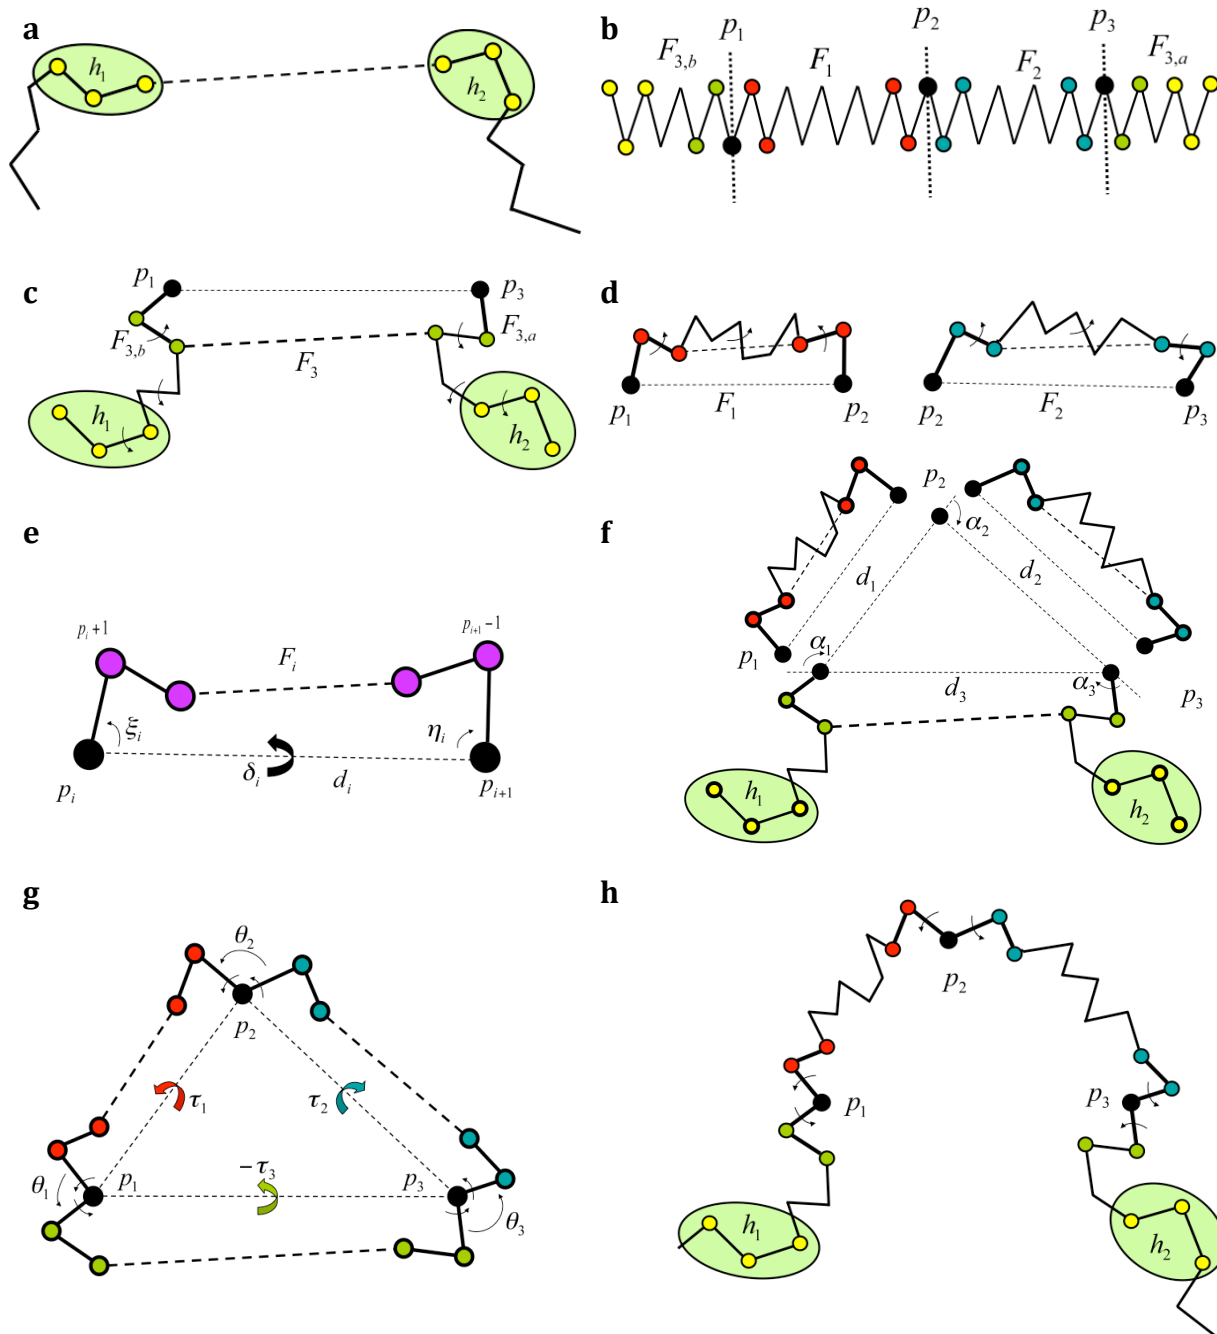 a
h₁
h₂
b
p₁
p₂
p₃
F₃,b
F₁
F₂
F₃,ₐ
c
p₁
p₃
F₃,b
F₃,ₐ
F₃
h₁
h₂
d
p₁
F₁
p₂
p₂
F₂
p₃
e
pᵢ+1
pᵢ₊₁−1
Fᵢ
ξᵢ
ηᵢ
δᵢ
dᵢ
pᵢ
pᵢ₊₁
f
p₂
α₂
d₁
d₂
p₁
α₁
d₃
α₃
p₃
h₁
h₂
g
θ₂
p₂
τ₁
τ₂
θ₁
p₁
−τ₃
p₃
θ₃
h
p₂
p₁
p₃
h₁
h₂